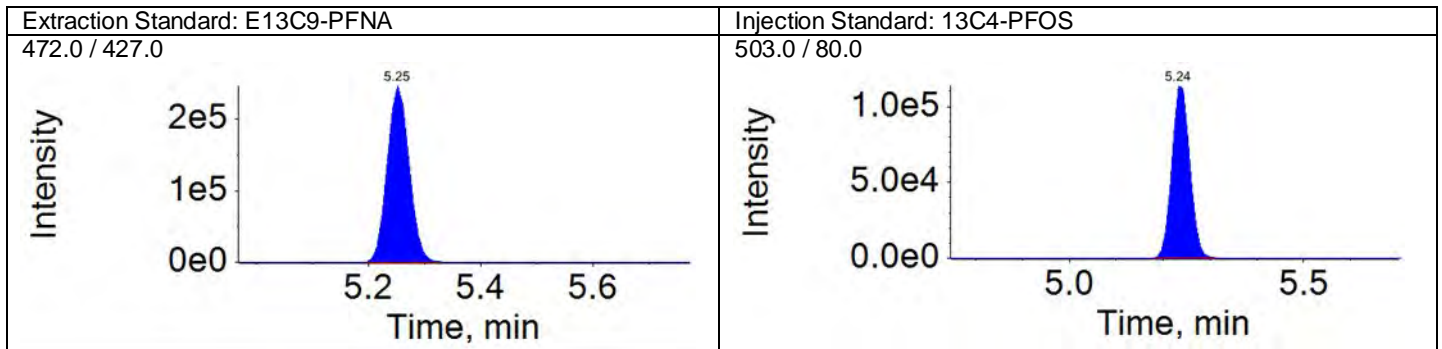 Extraction Standard: E13C9-PFNA
472.0 / 427.0
5.25
Intensity
2e5
1e5
0e0
5.2 5.4 5.6
Time, min
Injection Standard: 13C4-PFOS
503.0 / 80.0
5.24
Intensity
1.0e5
5.0e4
0.0e0
5.0 5.5
Time, min